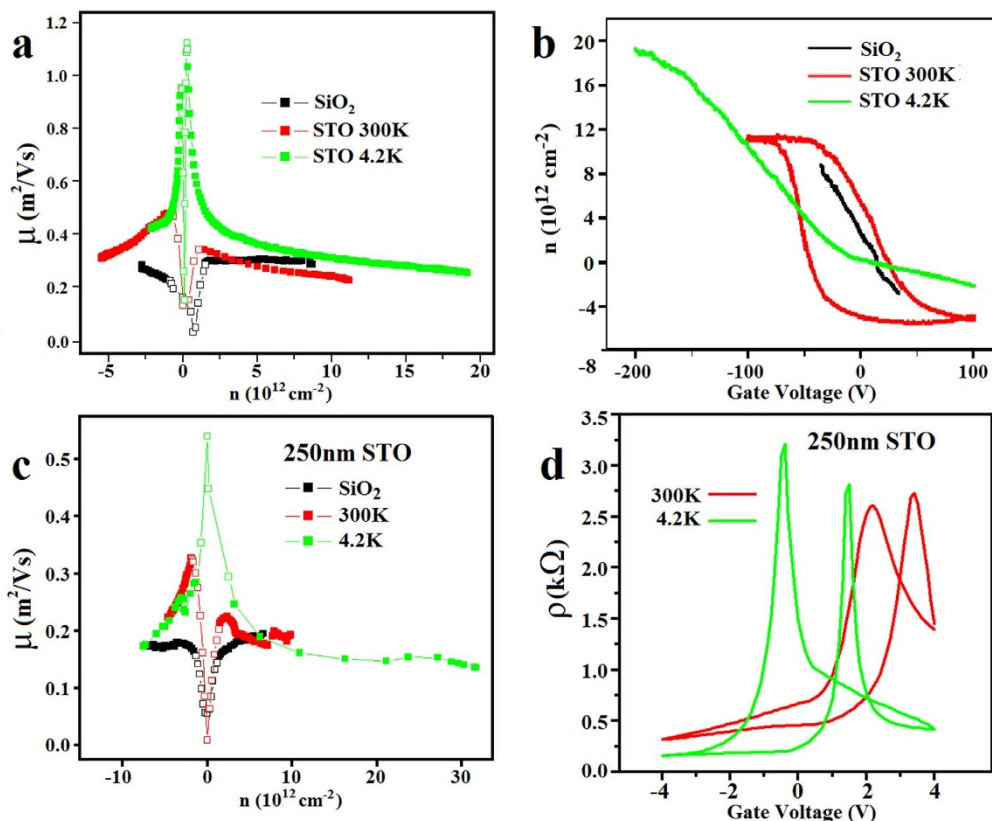 a
1.2
1.0
0.8
0.6
0.4
0.2
0.0
μ (m²/Vs)
SiO₂
STO 300K
STO 4.2K
-5
0
5
10
15
20
n (10¹² cm⁻²)
b
20
16
12
8
4
0
-4
-8
n (10¹² cm⁻²)
SiO₂
STO 300K
STO 4.2K
-200
-100
0
100
Gate Voltage (V)
c
0.5
0.4
0.3
0.2
0.1
0.0
μ (m²/Vs)
250nm STO
SiO₂
300K
4.2K
-10
0
10
20
30
n (10¹² cm⁻²)
d
3.5
3.0
2.5
2.0
1.5
1.0
0.5
0.0
ρ(kΩ)
250nm STO
300K
4.2K
-4
-2
0
2
4
Gate Voltage (V)